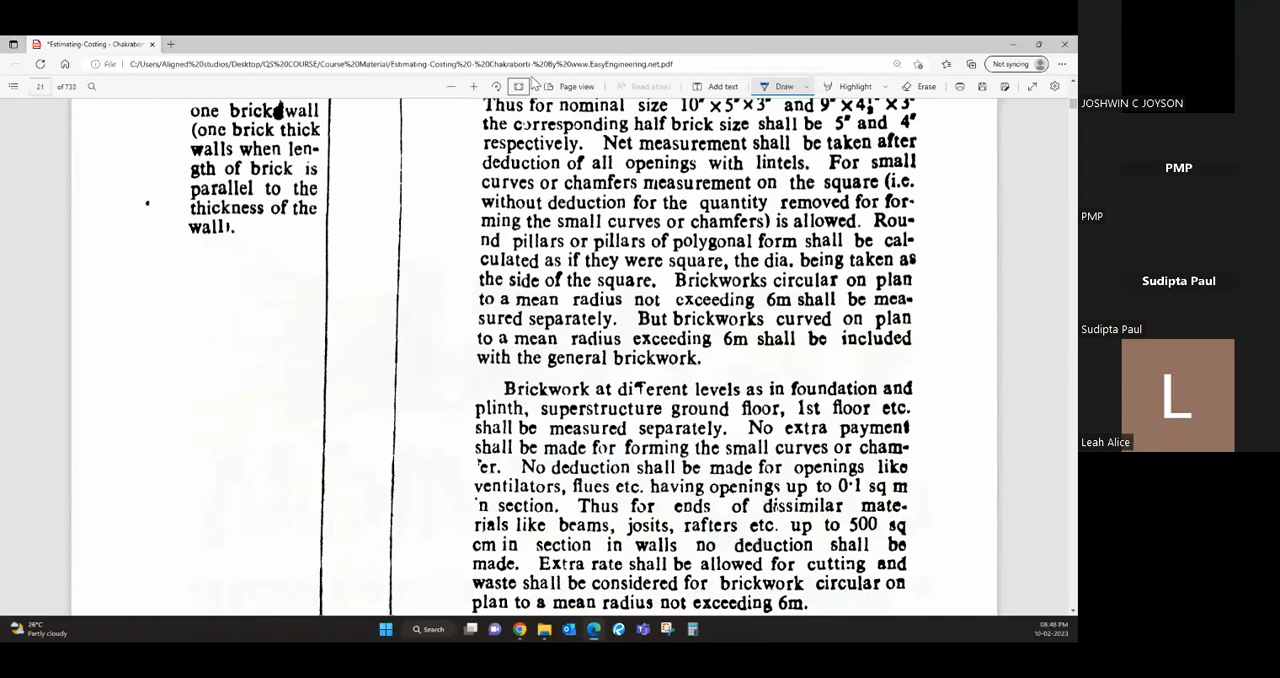 *Estimating-Costing - Chakrabor
C:/Users/Aligned%20studios/Desktop/QS%20COURSE/Course%20Material/Estimating-Costing%20-%20Chakraborti-%20By%20www.EasyEngineering.net.pdf
File
Not syncing
21 of 733
Page view
Read aloud
Add text
Draw
Highlight
Erase
one brick wall
(one brick thick
walls when len-
gth of brick is
parallel to the
thickness of the
wall).
Thus for nominal size 10"×5"×3" and 9"×4½"×3"
the corresponding half brick size shall be 5" and 4"
respectively. Net measurement shall be taken after
deduction of all openings with lintels. For small
curves or chamfers measurement on the square (i.e.
without deduction for the quantity removed for for-
ming the small curves or chamfers) is allowed. Rou-
nd pillars or pillars of polygonal form shall be cal-
culated as if they were square, the dia. being taken as
the side of the square. Brickworks circular on plan
to a mean radius not exceeding 6m shall be mea-
sured separately. But brickworks curved on plan
to a mean radius exceeding 6m shall be included
with the general brickwork.
Brickwork at different levels as in foundation and
plinth, superstructure ground floor, 1st floor etc.
shall be measured separately. No extra payment
shall be made for forming the small curves or cham-
er. No deduction shall be made for openings like
ventilators, flues etc. having openings up to 0·1 sq m
in section. Thus for ends of dissimilar mate-
rials like beams, josits, rafters etc. up to 500 sq
cm in section in walls no deduction shall be
made. Extra rate shall be allowed for cutting and
waste shall be considered for brickwork circular on
plan to a mean radius not exceeding 6m.
26°C
Partly cloudy
Search
08:48 PM
10-02-2023
JOSHWIN C JOYSON
PMP
PMP
Sudipta Paul
Sudipta Paul
L
Leah Alice